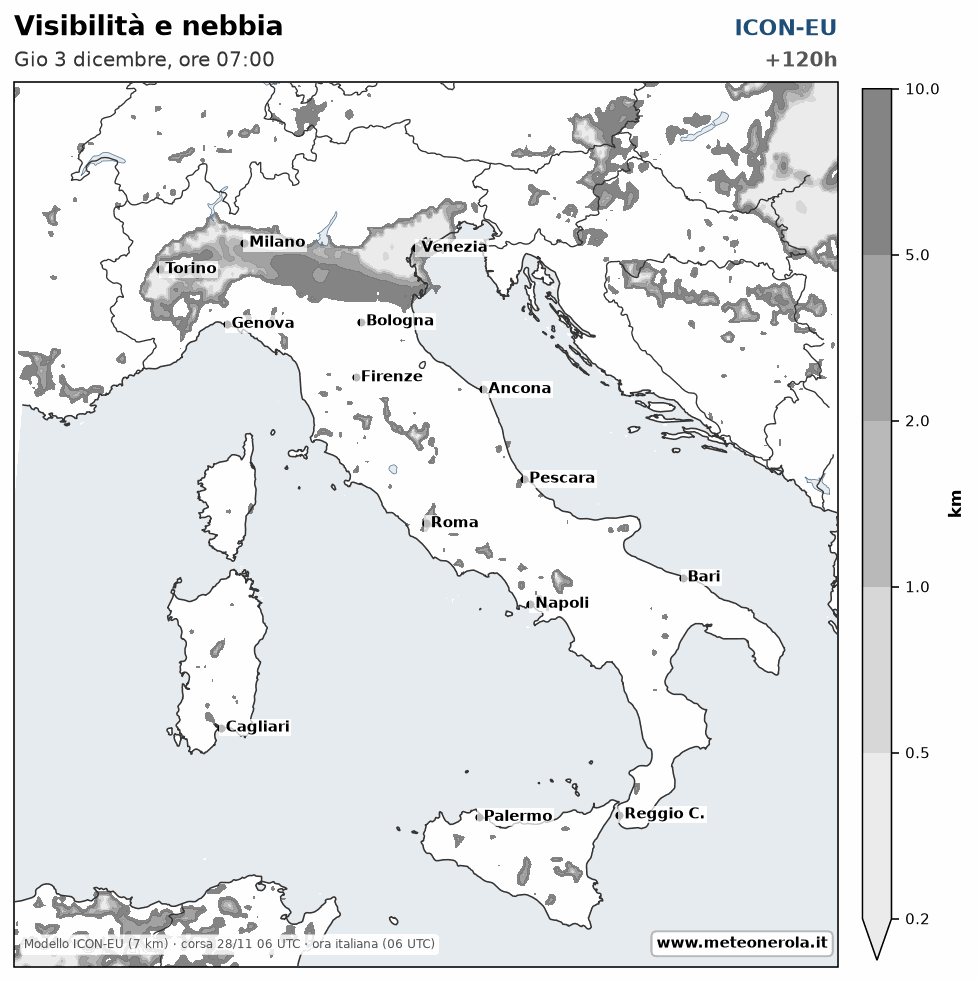 Visibilità e nebbia
ICON-EU
Gio 3 dicembre, ore 07:00
+120h
10.0
Milano
Venezia
5.0
Torino
Genova
Bologna
Firenze
Ancona
2.0
Pescara
km
Roma
Bari
1.0
Napoli
Cagliari
0.5
Palermo
Reggio C.
0.2
Modello ICON-EU (7 km) · corsa 28/11 06 UTC · ora italiana (06 UTC)
www.meteonerola.it